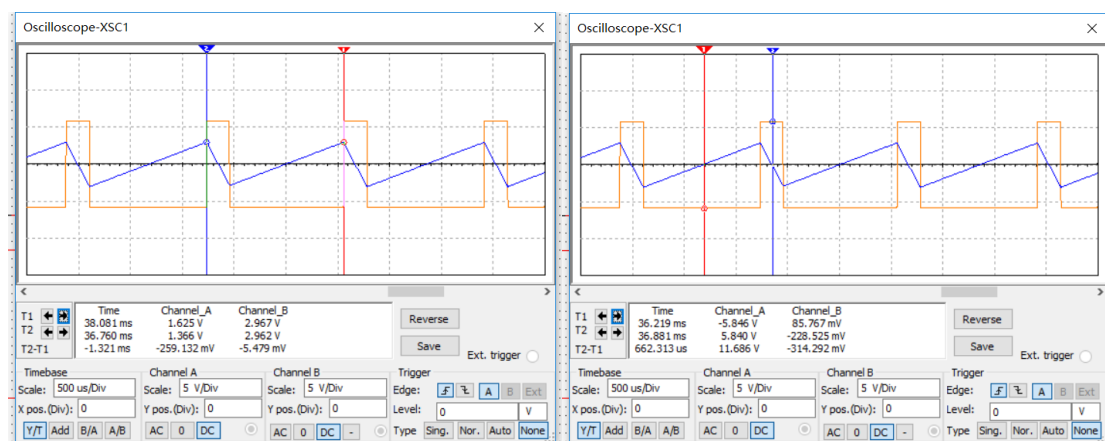 Oscilloscope-XSC1
2
1
T1
T2
T2-T1
Time Channel_A Channel_B
38.081 ms 1.625 V 2.967 V
36.760 ms 1.366 V 2.962 V
-1.321 ms -259.132 mV -5.479 mV
Reverse
Save
Ext. trigger
Timebase
Scale: 500 us/Div
X pos.(Div): 0
Y/T Add B/A A/B
Channel A
Scale: 5 V/Div
Y pos.(Div): 0
AC 0 DC
Channel B
Scale: 5 V/Div
Y pos.(Div): 0
AC 0 DC -
Trigger
Edge: A B Ext
Level: 0 V
Type Sing. Nor. Auto None
Oscilloscope-XSC1
1
2
T1
T2
T2-T1
Time Channel_A Channel_B
36.219 ms -5.846 V 85.767 mV
36.881 ms 5.840 V -228.525 mV
662.313 us 11.686 V -314.292 mV
Reverse
Save
Ext. trigger
Timebase
Scale: 500 us/Div
X pos.(Div): 0
Y/T Add B/A A/B
Channel A
Scale: 5 V/Div
Y pos.(Div): 0
AC 0 DC
Channel B
Scale: 5 V/Div
Y pos.(Div): 0
AC 0 DC -
Trigger
Edge: A B Ext
Level: 0 V
Type Sing. Nor. Auto None